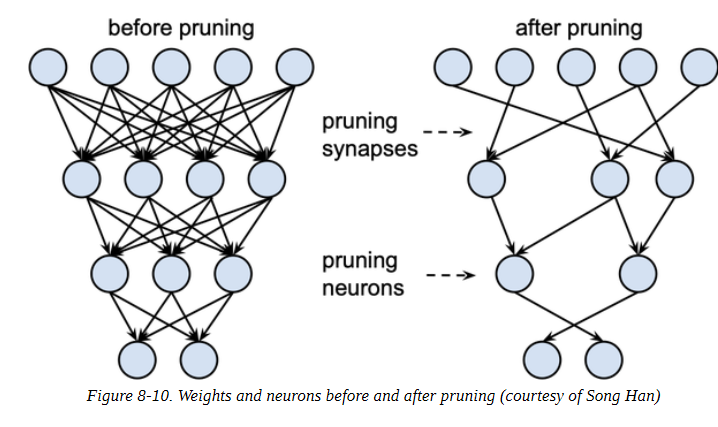 before pruning
after pruning
pruning
synapses
pruning
neurons
Figure 8-10. Weights and neurons before and after pruning (courtesy of Song Han)